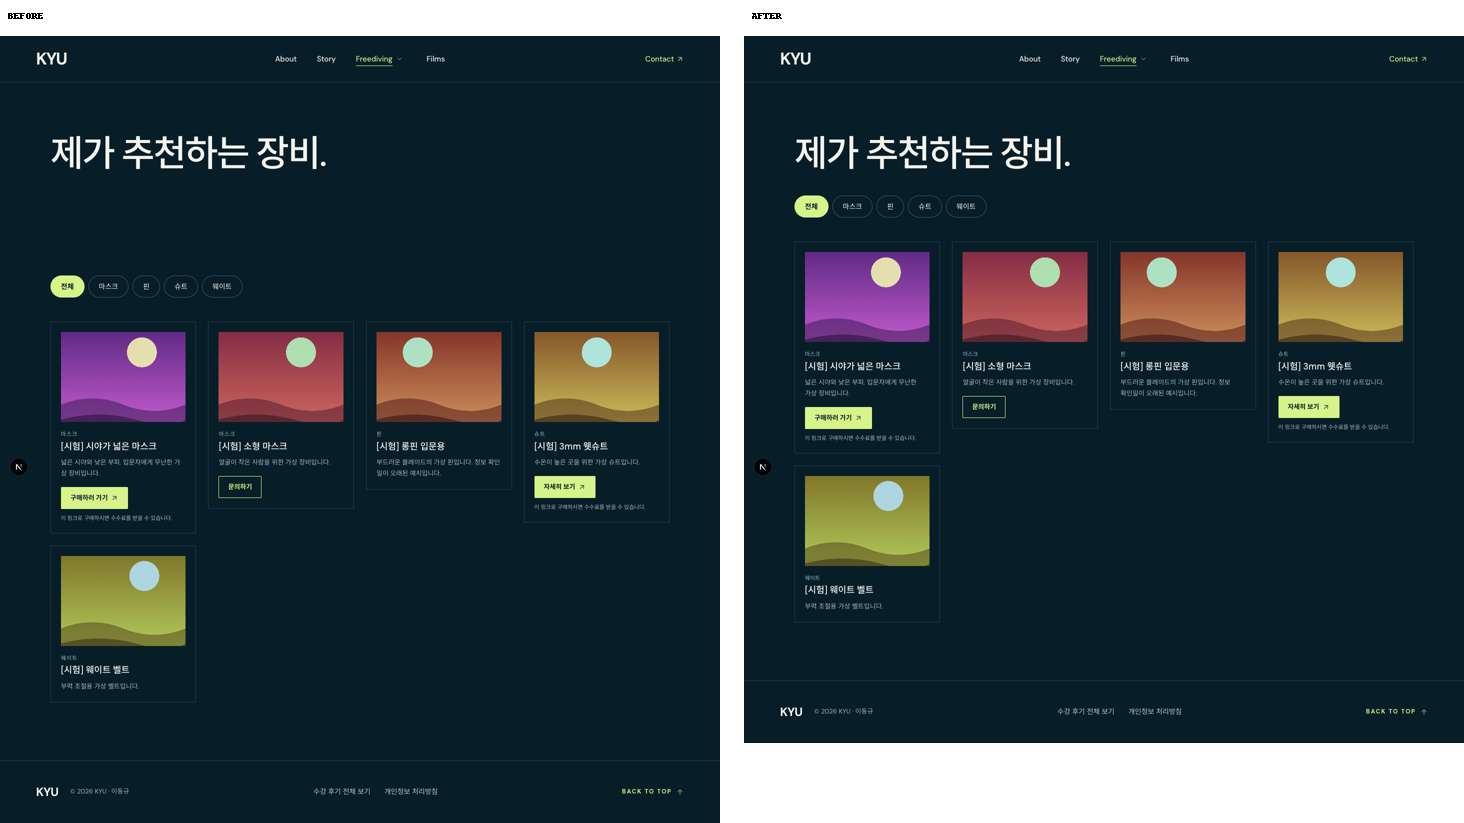 BEFORE
KYU
About
Story
Freediving
Films
Contact
제가 추천하는 장비.
전체
마스크
핀
슈트
웨이트
마스크
[시험] 시야가 넓은 마스크
넓은 시야와 낮은 부피. 입문자에게 무난한 가
상 장비입니다.
구매하러 가기
이 링크로 구매하시면 수수료를 받을 수 있습니다.
마스크
[시험] 소형 마스크
얼굴이 작은 사람을 위한 가상 장비입니다.
문의하기
핀
[시험] 롱핀 입문용
부드러운 블레이드의 가상 핀입니다. 정보 확인
일이 오래된 예시입니다.
슈트
[시험] 3mm 웻슈트
수온이 높은 곳을 위한 가상 슈트입니다.
자세히 보기
이 링크로 구매하시면 수수료를 받을 수 있습니다.
웨이트
[시험] 웨이트 벨트
부력 조절용 가상 벨트입니다.
N
KYU
© 2026 KYU · 이동규
수강 후기 전체 보기
개인정보 처리방침
BACK TO TOP
AFTER
KYU
About
Story
Freediving
Films
Contact
제가 추천하는 장비.
전체
마스크
핀
슈트
웨이트
마스크
[시험] 시야가 넓은 마스크
넓은 시야와 낮은 부피. 입문자에게 무난한
가상 장비입니다.
구매하러 가기
이 링크로 구매하시면 수수료를 받을 수 있습니다.
마스크
[시험] 소형 마스크
얼굴이 작은 사람을 위한 가상 장비입니다.
문의하기
핀
[시험] 롱핀 입문용
부드러운 블레이드의 가상 핀입니다. 정보
확인일이 오래된 예시입니다.
슈트
[시험] 3mm 웻슈트
수온이 높은 곳을 위한 가상 슈트입니다.
자세히 보기
이 링크로 구매하시면 수수료를 받을 수 있습니다.
웨이트
[시험] 웨이트 벨트
부력 조절용 가상 벨트입니다.
N
KYU
© 2026 KYU · 이동규
수강 후기 전체 보기
개인정보 처리방침
BACK TO TOP